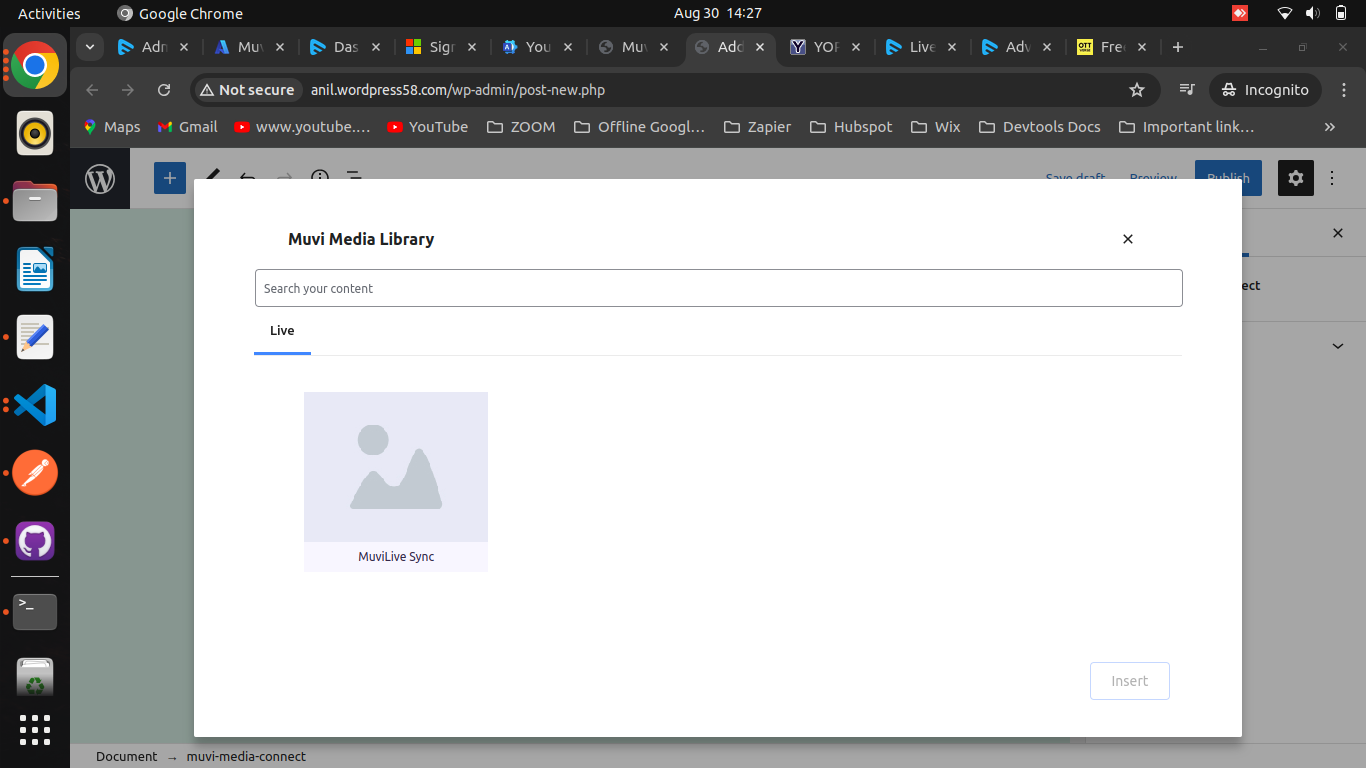 Activities Google Chrome Aug 30 14:27
Adn Muv Das Sign You Muv Add YOP Live Adv Free
Not secure anil.wordpress58.com/wp-admin/post-new.php Incognito
Maps Gmail www.youtube.… YouTube ZOOM Offline Googl… Zapier Hubspot Wix Devtools Docs Important link…
Save draft Preview Publish
Muvi Media Library
ect
Search your content
Live
MuviLive Sync
Insert
Document → muvi-media-connect